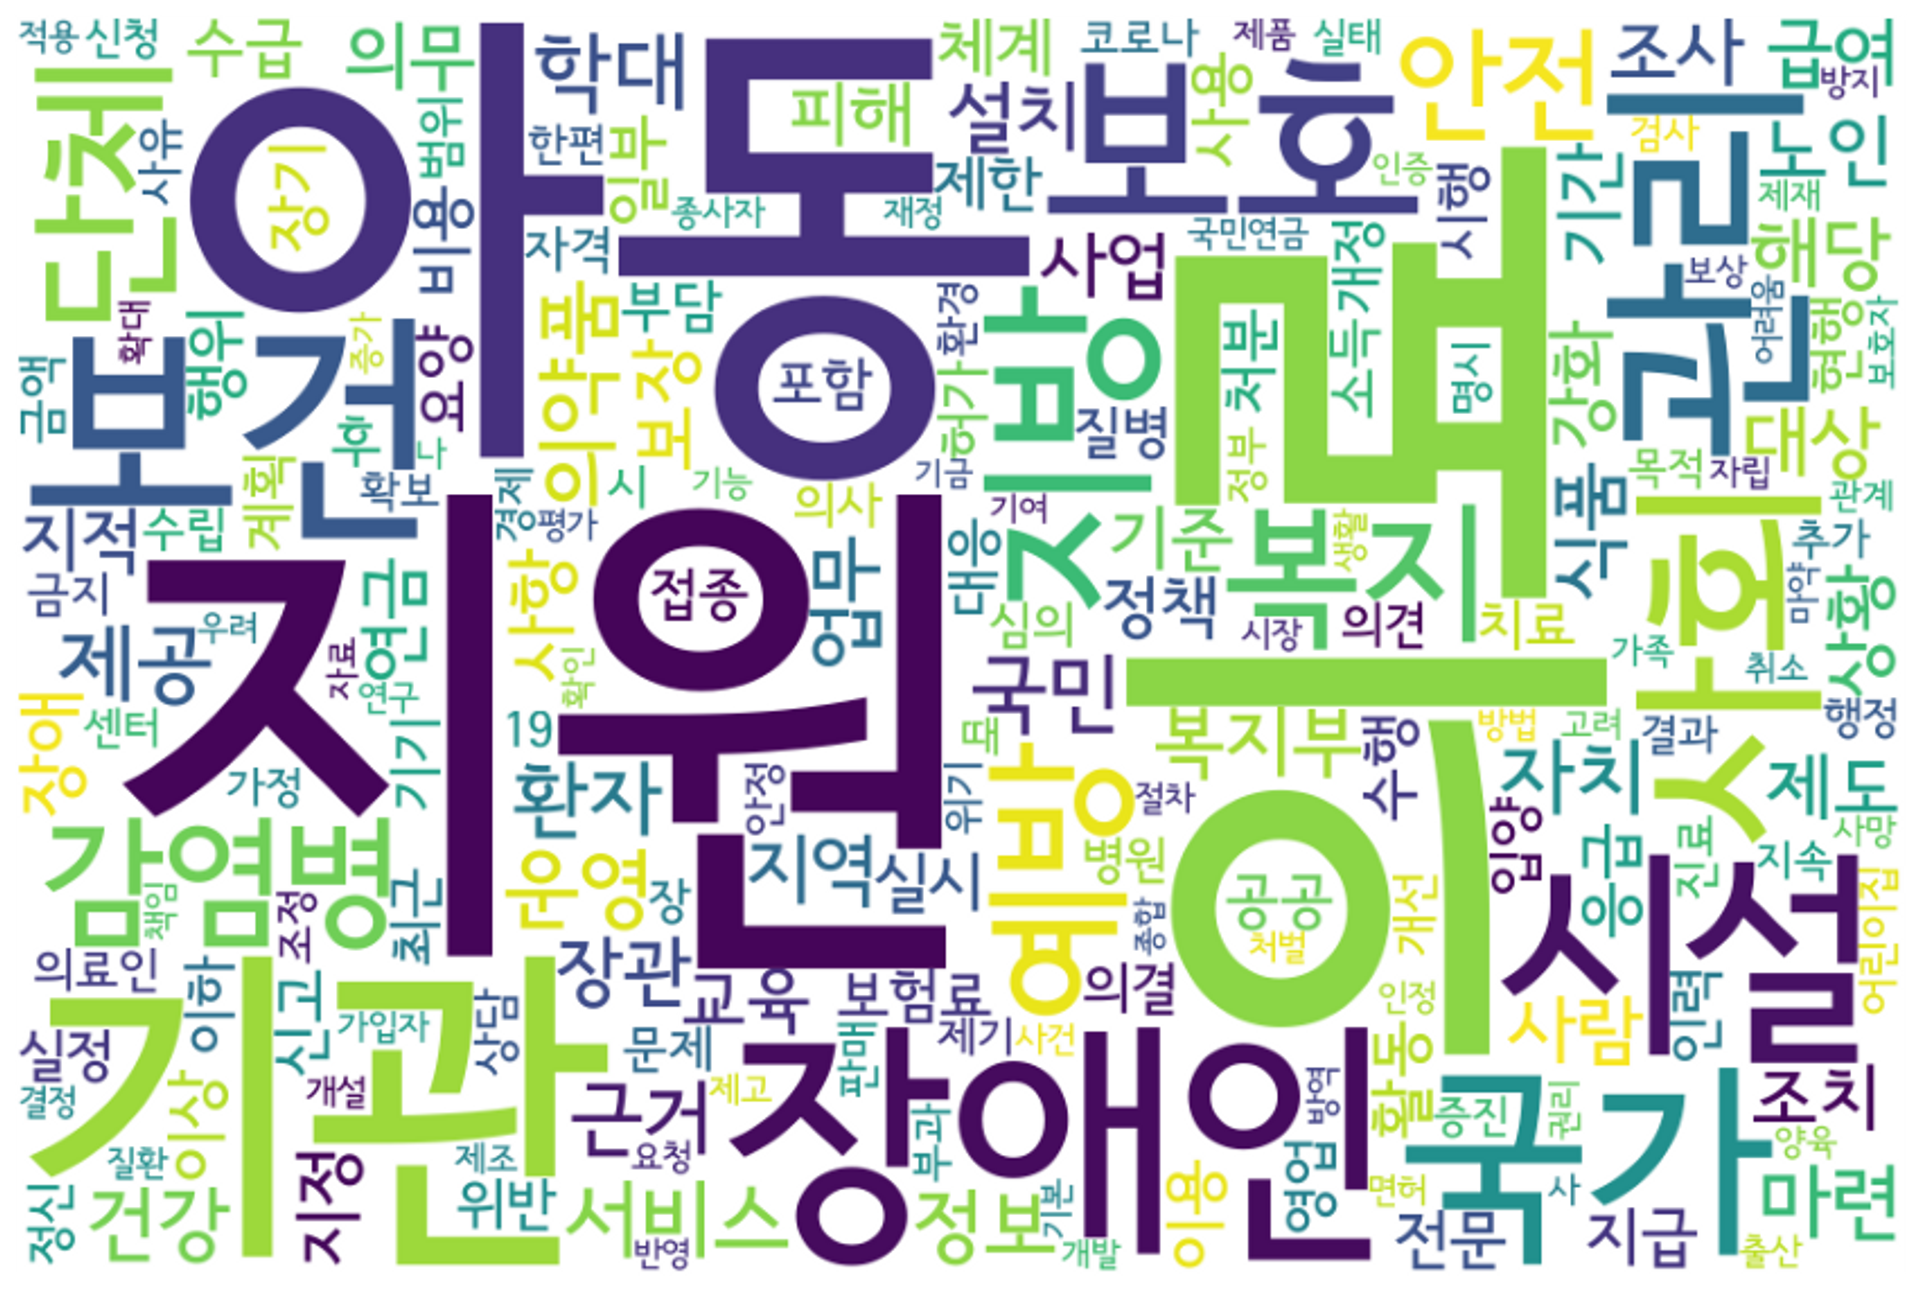 적용
신청
수급
의무
학대
체계
코로나
제품
실태
안전
조사
급여
방지
단체
사유
장기
범위
아동
한편
일부
피해
설치
보호
사용
검사
노인
제재
인증
시행
기간
관리
비용
자격
종사자
재정
제한
사업
국민연금
개정
해당
보상
어려움
현행
보호자
확대
행위
증가
요양
의약품
부담
보장
포함
환경
허가
지방
질병
의료
처분
소득
명시
강화
대상
금액
보건
후
나
계획
확보
경제
평가
시
기능
의사
기금
기여
정부
목적
자립
관계
지적
수립
금지
제공
우려
연금
자료
연구
지원
접종
사항
확인
업무
대응
심의
기준
정책
복지
생활
시장
의견
치료
식품
사회
추가
마약
상황
가족
취소
행정
국민
장애
센터
가정
기기
19
환자
안정
위기
때
예방
복지부
절차
수행
방법
고려
결과
자치
제도
사망
감염병
책임
조정
최근
운영
장
지역
실시
병원
종합
이
공공
처벌
개선
입양
응급
진료
지속
시설
어린이집
의료인
이하
신고
가입자
상담
장관
교육
보험료
의결
인정
사람
인력
실정
기관
문제
판매
제기
사건
장애인
방역
활동
증진
권리
국가
조치
결정
이상
개설
근거
제고
부과
요청
질환
제조
양육
정신
건강
지정
위반
서비스
반영
정보
기본
개발
이용
영업
면허
사
전문
지급
마련
출산